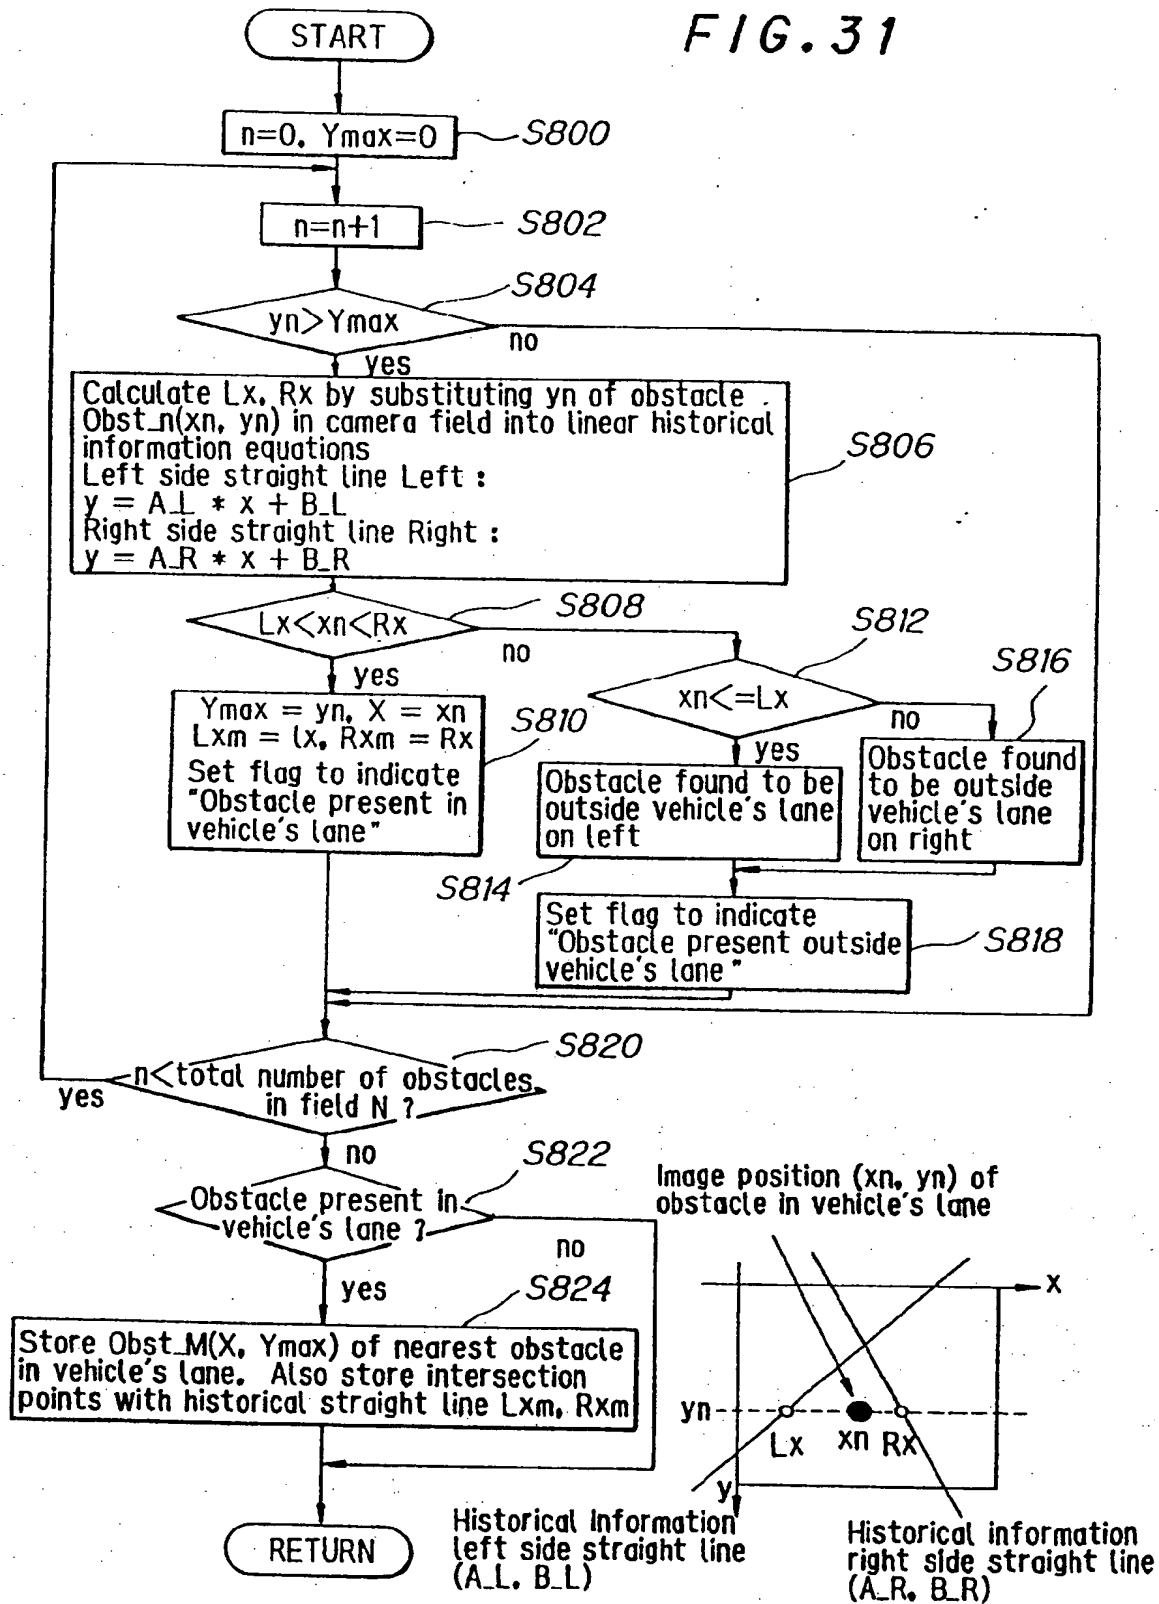 FIG. 31
START
n=0, Ymax=0
S800
n=n+1
S802
S804
yn>Ymax
no
yes
Calculate Lx, Rx by substituting yn of obstacle
Obst_n(xn, yn) in camera field into linear historical
information equations
Left side straight line Left :
y = A_L * x + B_L
Right side straight line Right :
y = A_R * x + B_R
S806
Lx<xn<Rx
S808
no
yes
S812
xn<=Lx
no
yes
S816
Ymax = yn, X = xn
Lxm = lx, Rxm = Rx
Set flag to indicate
"Obstacle present in
vehicle's lane"
S810
Obstacle found to be
outside vehicle's lane
on left
S814
Obstacle found
to be outside
vehicle's lane
on right
Set flag to indicate
"Obstacle present outside
vehicle's lane"
S818
S820
n<total number of obstacles
in field N ?
yes
no
S822
Obstacle present in
vehicle's lane ?
no
yes
S824
Store Obst_M(X, Ymax) of nearest obstacle
in vehicle's lane. Also store intersection
points with historical straight line Lxm, Rxm
RETURN
Image position (xn, yn) of
obstacle in vehicle's lane
x
yn
Lx xn Rx
y
Historical Information
left side straight line
(A_L, B_L)
Historical information
right side straight line
(A_R, B_R)